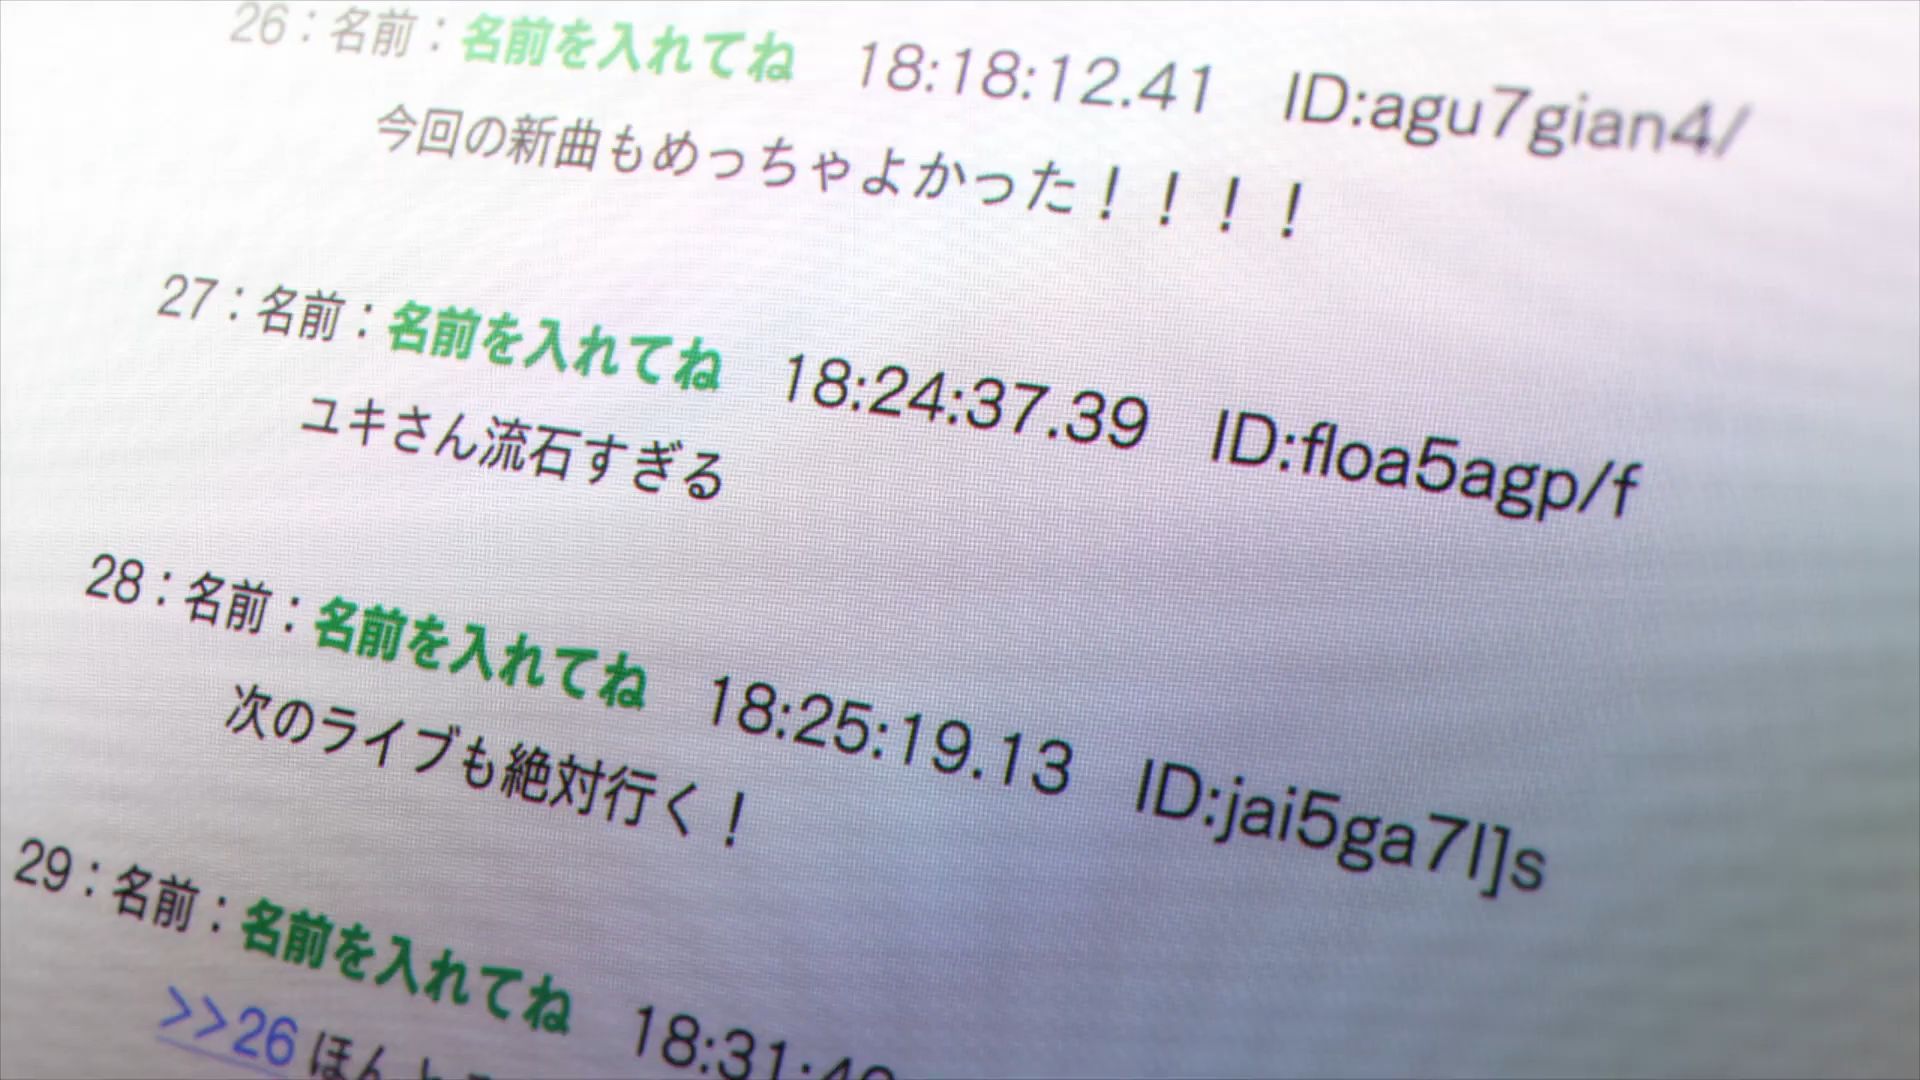 26：名前：名前を入れてね 18:18:12.41 ID:agu7gian4/
今回の新曲もめっちゃよかった！！！！
27：名前：名前を入れてね 18:24:37.39 ID:floa5agp/f
ユキさん流石すぎる
28：名前：名前を入れてね 18:25:19.13 ID:jai5ga7l]s
次のライブも絶対行く！
29：名前：名前を入れてね 18:31:
>>26